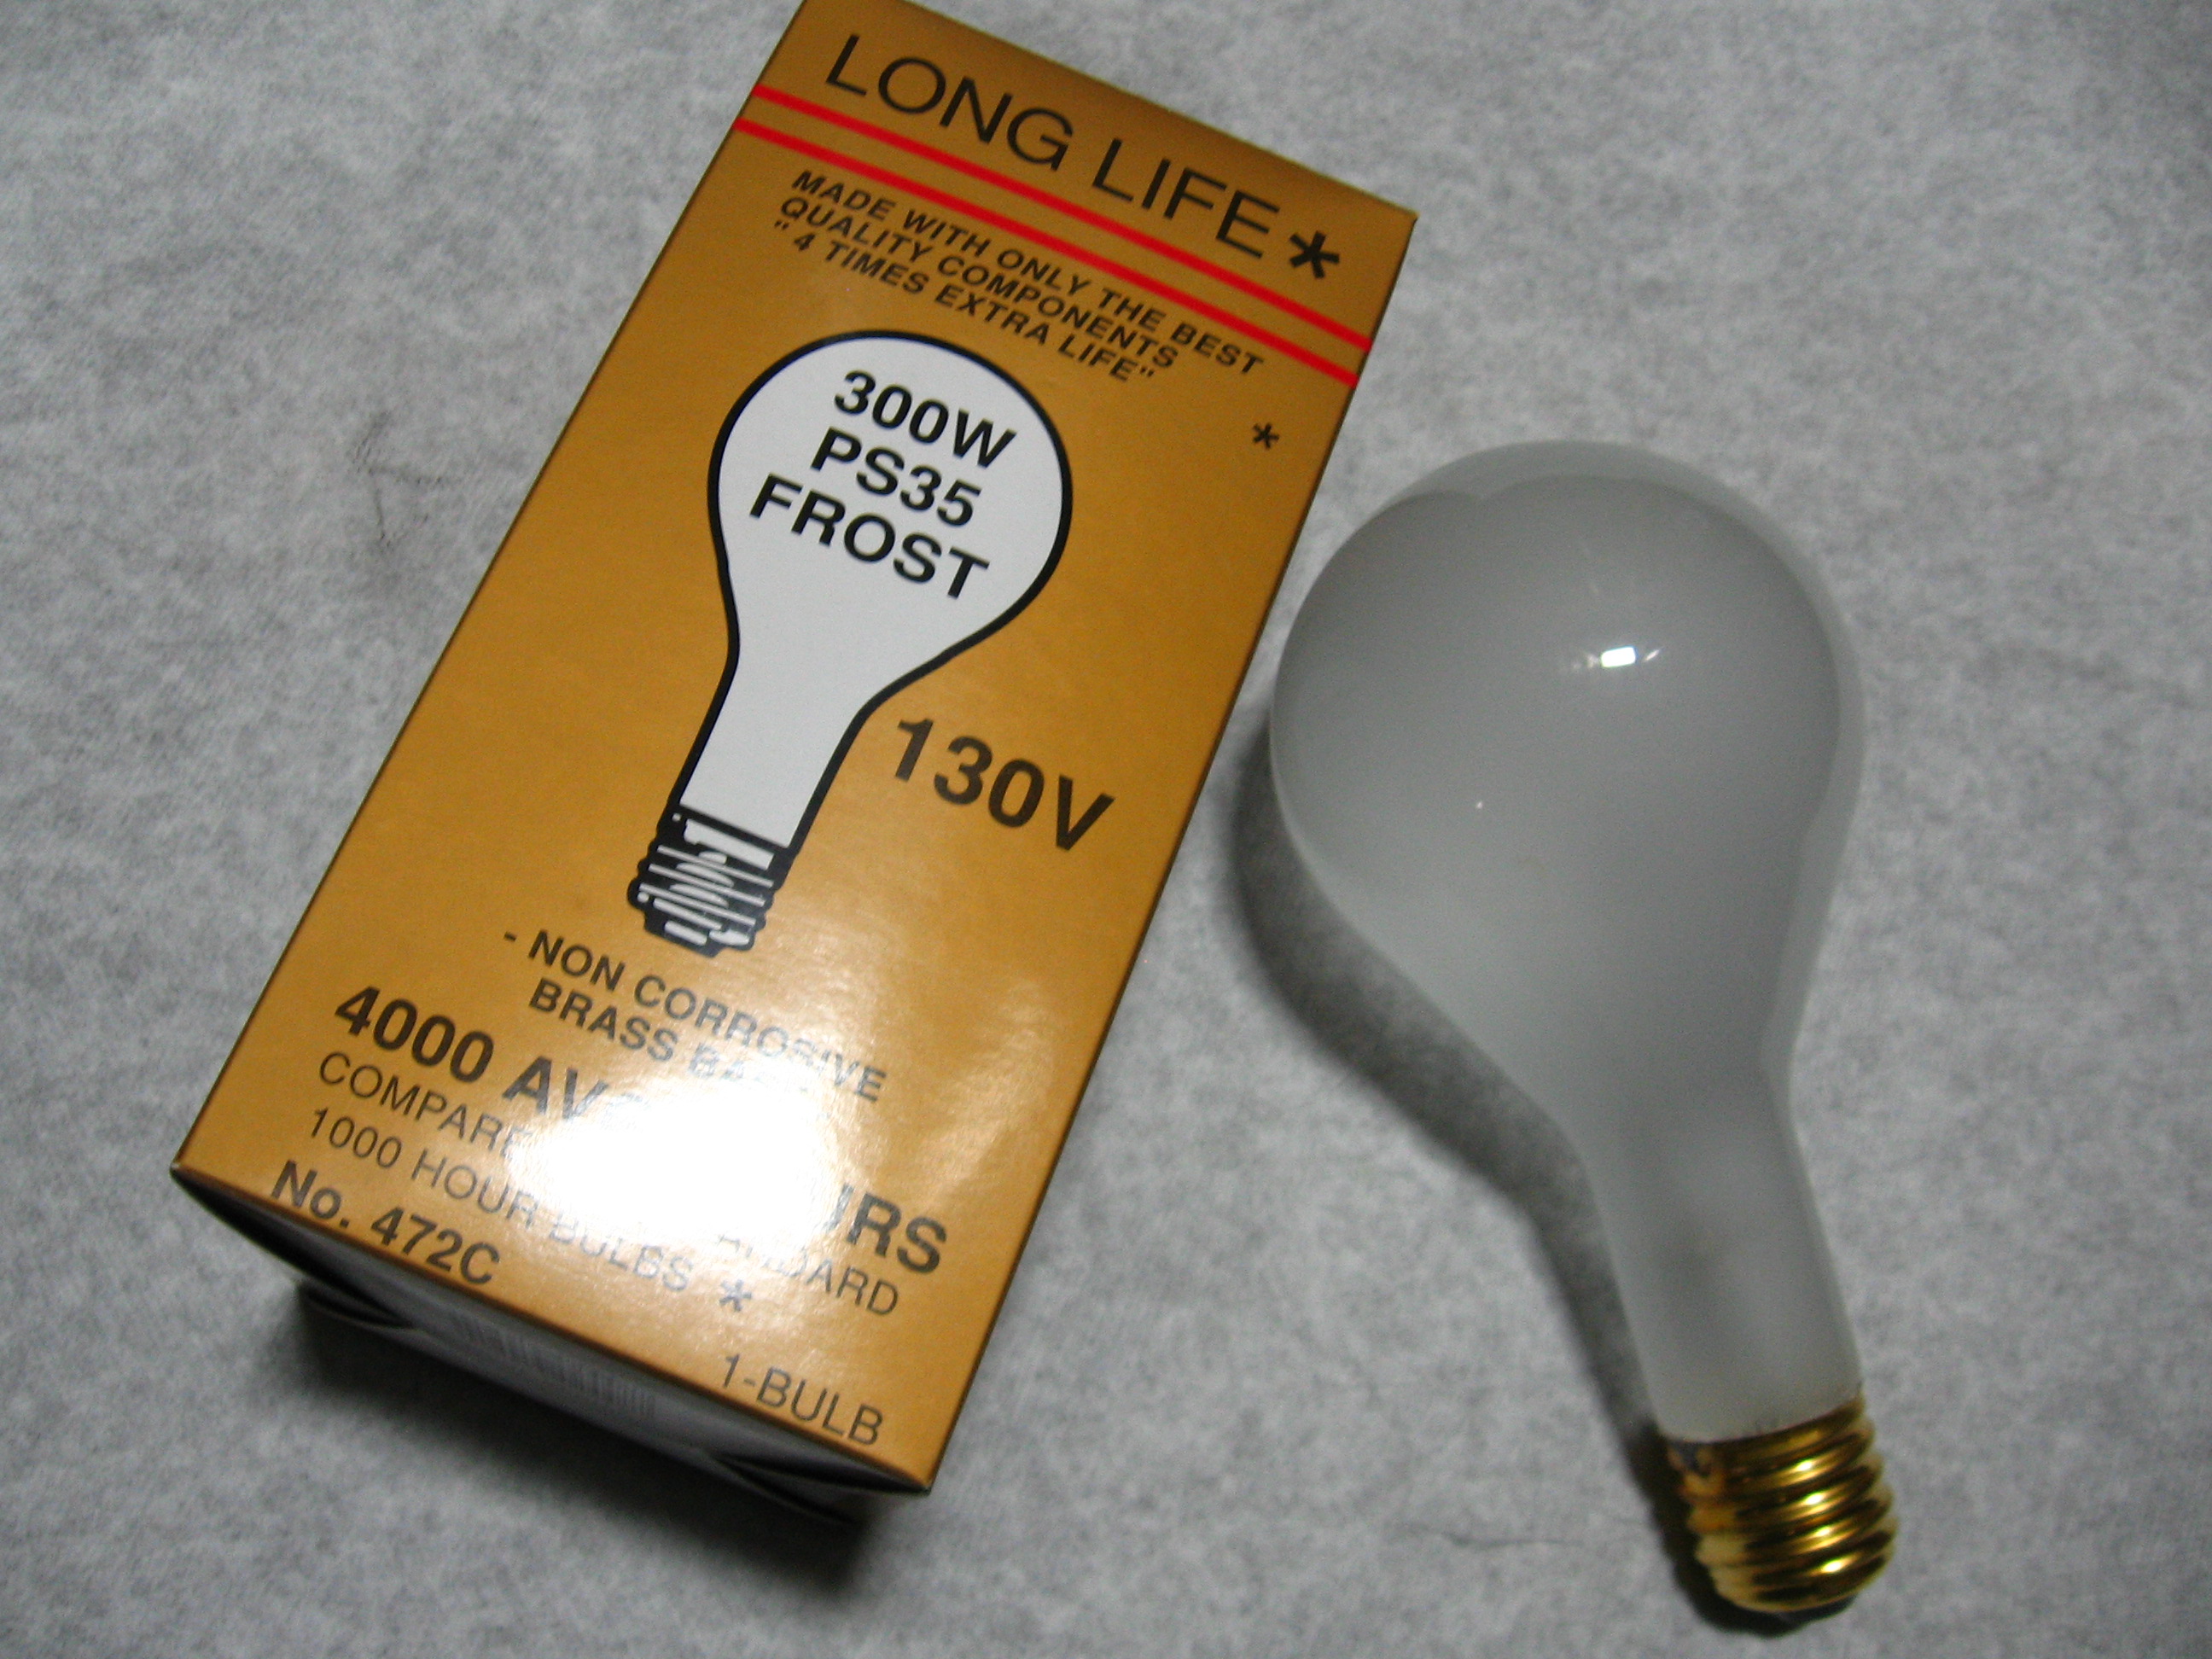 LONG LIFE*
MADE WITH ONLY THE BEST
QUALITY COMPONENTS
"4 TIMES EXTRA LIFE"
*
300W
PS35
FROST
130V
- NON CORROSIVE
BRASS
4000
1000 HOUR BULBS *
No. 472C
1-BULB